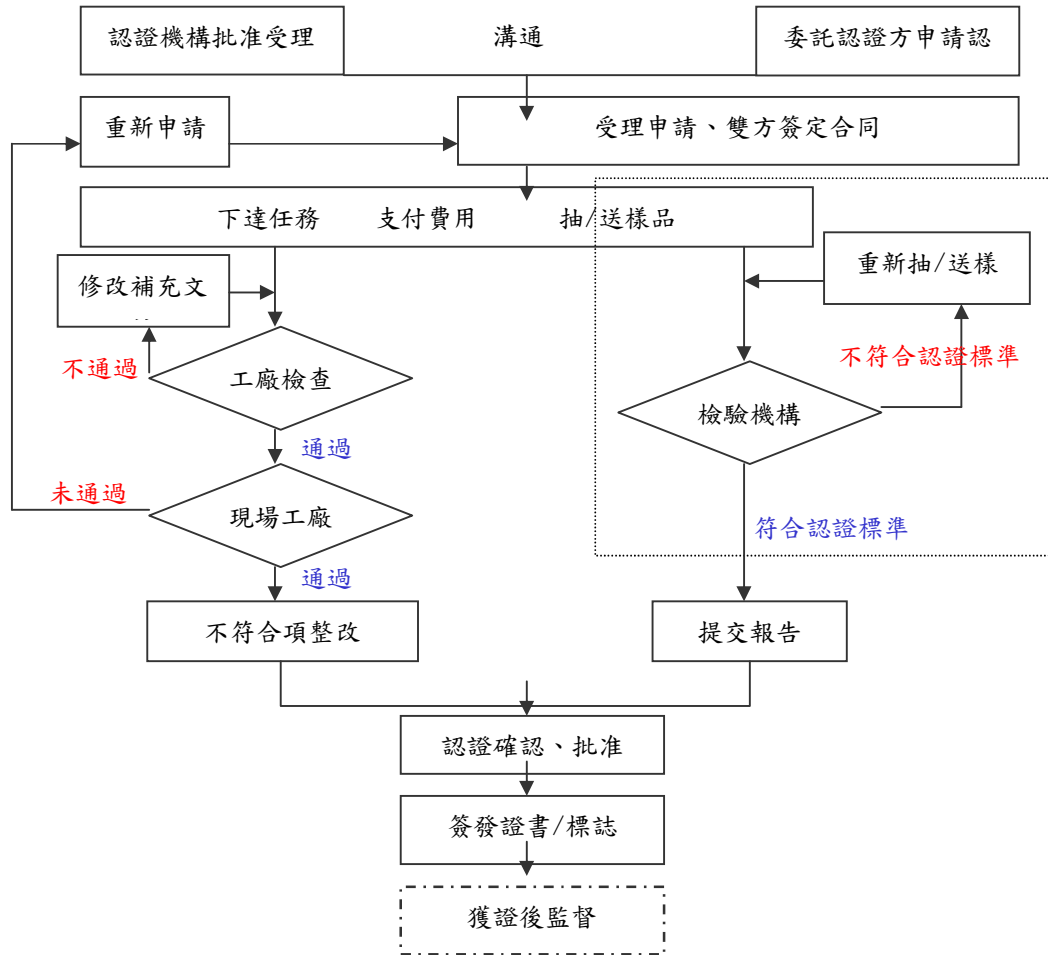 認證機構批准受理
溝通
委託認證方申請認
重新申請
受理申請、雙方簽定合同
下達任務 支付費用 抽/送樣品
修改補充文
重新抽/送樣
不通過
工廠檢查
不符合認證標準
檢驗機構
通過
未通過
現場工廠
符合認證標準
通過
不符合項整改
提交報告
認證確認、批准
簽發證書/標誌
獲證後監督